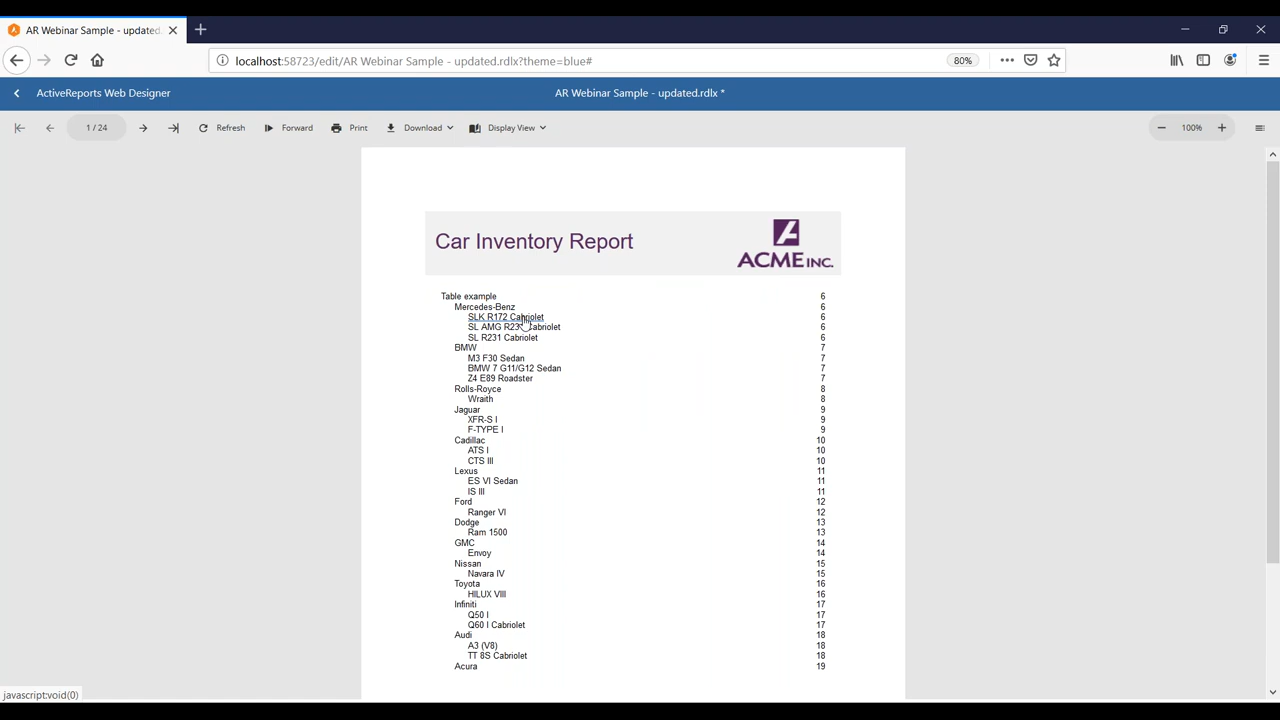 AR Webinar Sample - updated.
localhost:58723/edit/AR Webinar Sample - updated.rdlx?theme=blue#
80%
ActiveReports Web Designer
AR Webinar Sample - updated.rdlx *
1 / 24
Refresh
Forward
Print
Download
Display View
100%
Car Inventory Report
ACME INC.
Table example 6
Mercedes-Benz 6
SLK R172 Cabriolet 6
SL AMG R231 Cabriolet 6
SL R231 Cabriolet 6
BMW 7
M3 F30 Sedan 7
BMW 7 G11/G12 Sedan 7
Z4 E89 Roadster 7
Rolls-Royce 8
Wraith 8
Jaguar 9
XFR-S I 9
F-TYPE I 9
Cadillac 10
ATS I 10
CTS III 10
Lexus 11
ES VI Sedan 11
IS III 11
Ford 12
Ranger VI 12
Dodge 13
Ram 1500 13
GMC 14
Envoy 14
Nissan 15
Navara IV 15
Toyota 16
HILUX VIII 16
Infiniti 17
Q50 I 17
Q60 I Cabriolet 17
Audi 18
A3 (V8) 18
TT 8S Cabriolet 18
Acura 19
javascript:void(0)